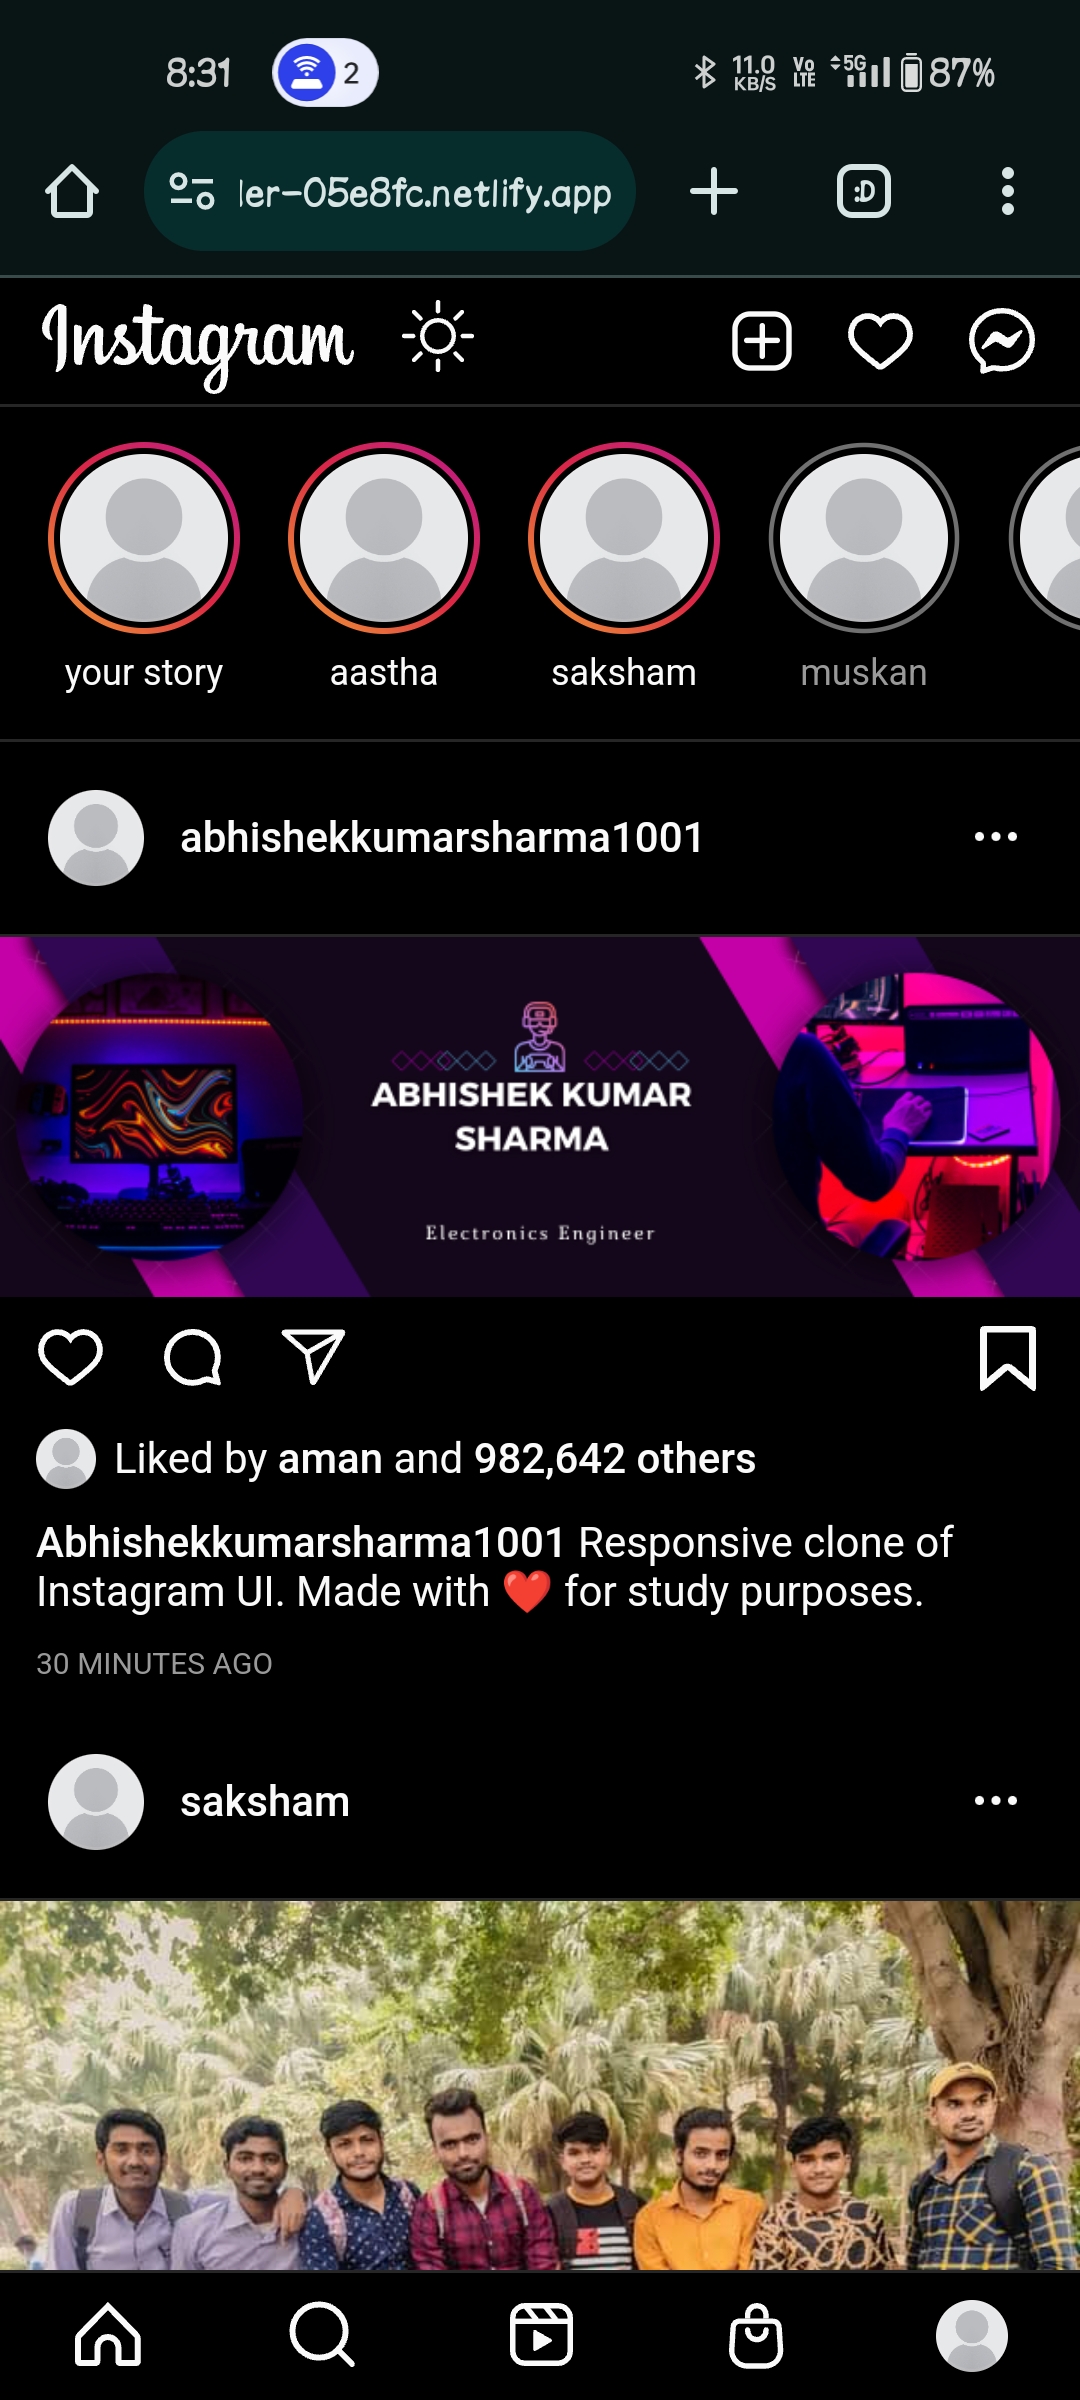 8:31
2
11.0
KB/S
Vo
LTE
5G
87%
ler-05e8fc.netlify.app
:D
Instagram
your story
aastha
saksham
muskan
abhishekkumarsharma1001
ABHISHEK KUMAR
SHARMA
Electronics Engineer
Liked by aman and 982,642 others
Abhishekkumarsharma1001 Responsive clone of
Instagram UI. Made with ❤️ for study purposes.
30 MINUTES AGO
saksham